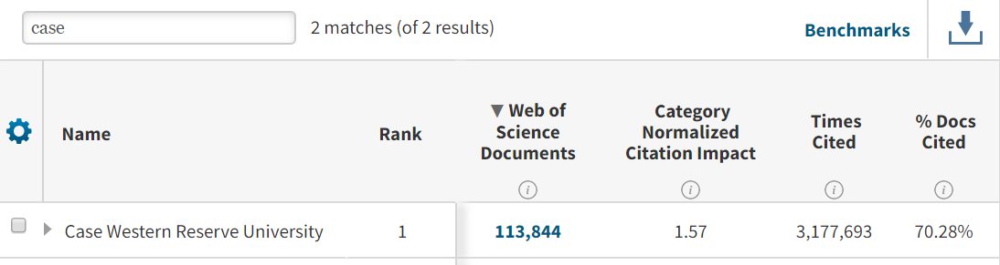 case
2 matches (of 2 results)
Benchmarks
Name
Rank
▼ Web of
Science
Documents
Category
Normalized
Citation Impact
Times
Cited
% Docs
Cited
i
i
i
i
Case Western Reserve University
1
113,844
1.57
3,177,693
70.28%